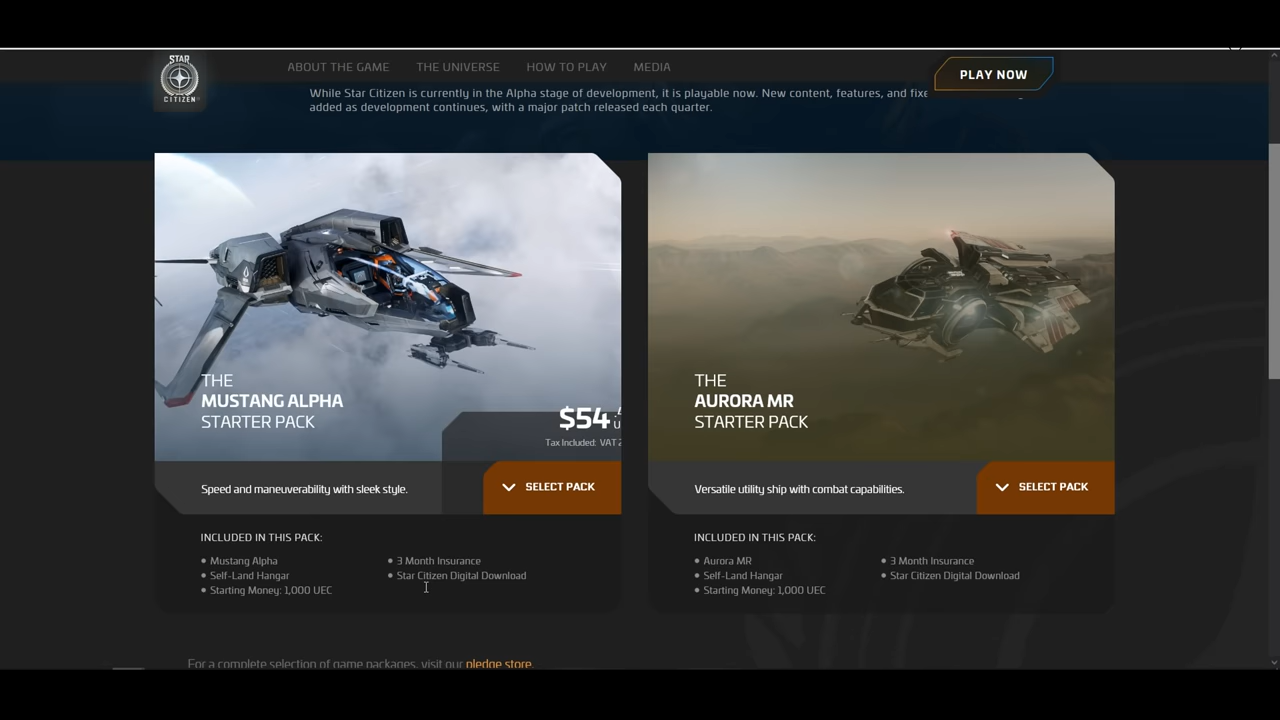 STAR
CITIZEN
ABOUT THE GAME
THE UNIVERSE
HOW TO PLAY
MEDIA
PLAY NOW
While Star Citizen is currently in the Alpha stage of development, it is playable now. New content, features, and
added as development continues, with a major patch released each quarter.
THE
MUSTANG ALPHA
STARTER PACK
$54
Tax Included: VAT
Speed and maneuverability with sleek style.
SELECT PACK
INCLUDED IN THIS PACK:
Mustang Alpha
Self-Land Hangar
Starting Money: 1,000 UEC
3 Month Insurance
Star Citizen Digital Download
THE
AURORA MR
STARTER PACK
Versatile utility ship with combat capabilities.
SELECT PACK
INCLUDED IN THIS PACK:
Aurora MR
Self-Land Hangar
Starting Money: 1,000 UEC
3 Month Insurance
Star Citizen Digital Download
For a complete selection of game packages, visit our pledge store.